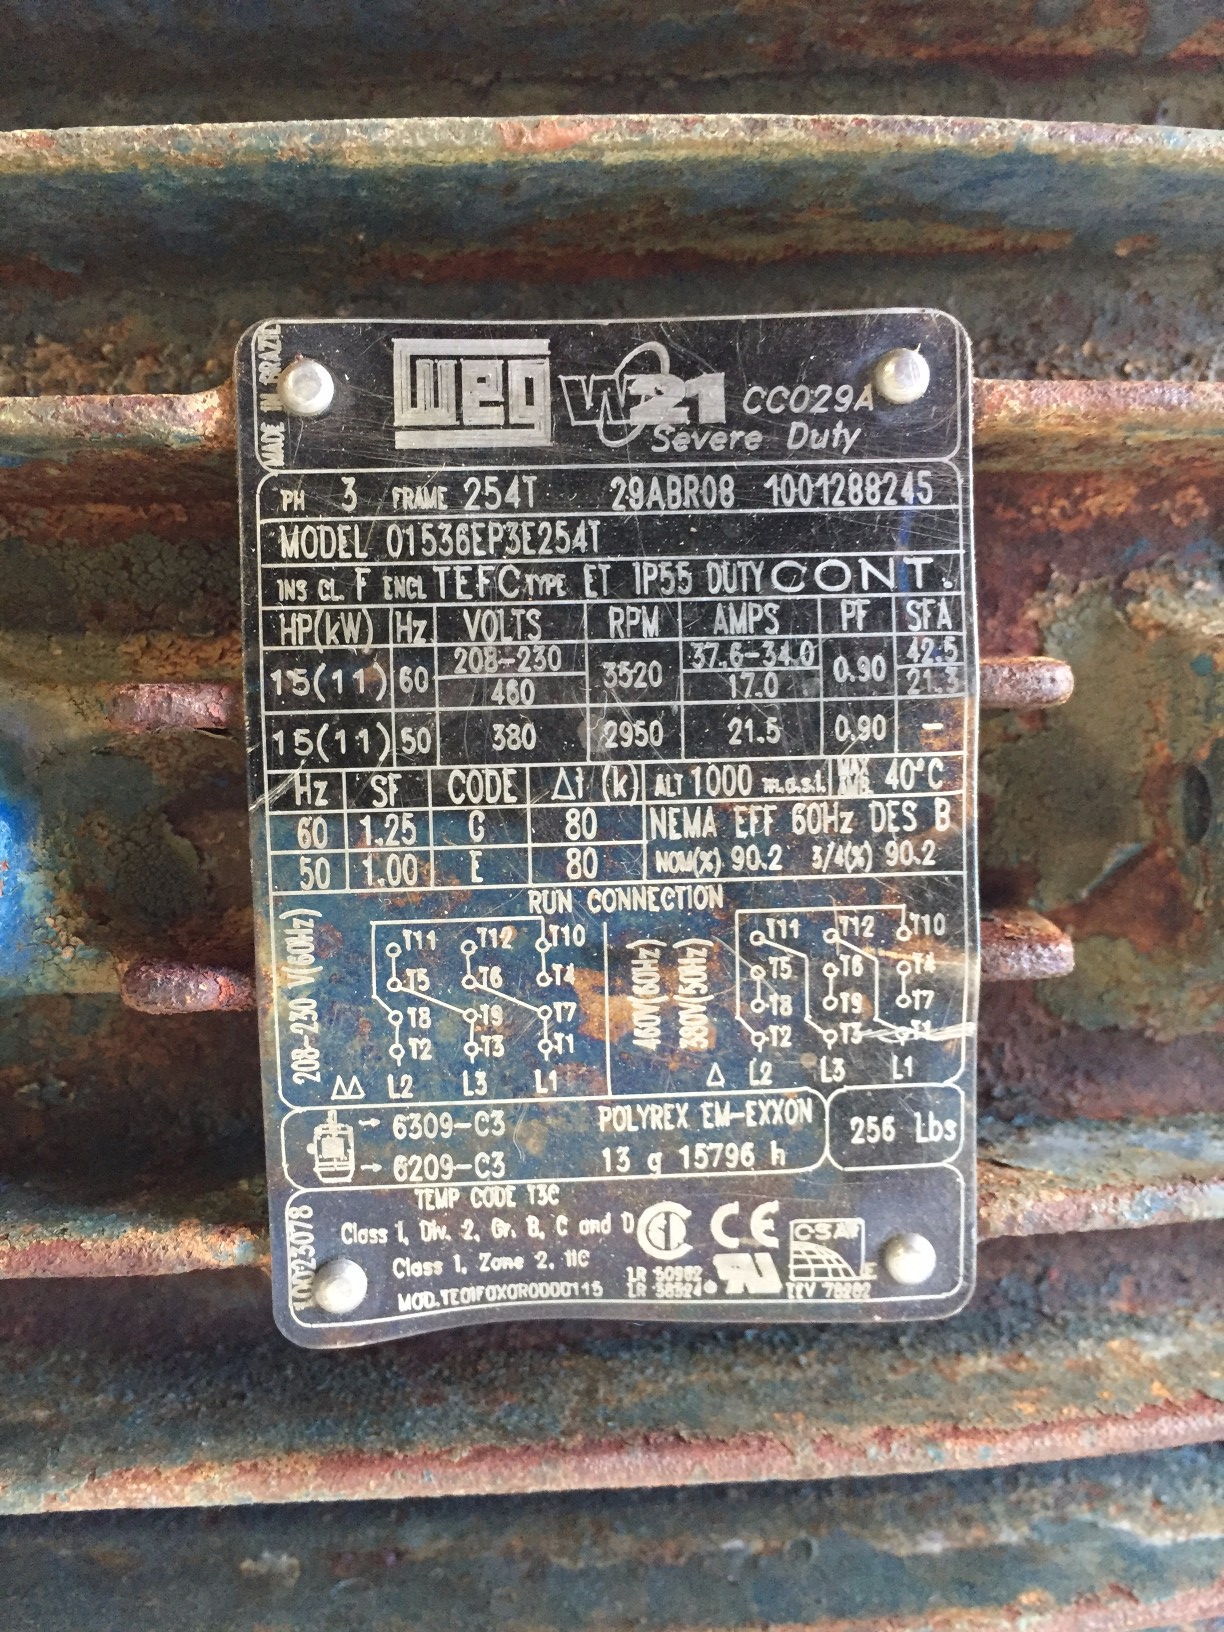 MADE IN BRAZIL
WEG W21 CC029A
Severe Duty
PH 3 FRAME 254T 29ABR08 1001288245
MODEL 01536EP3E254T
INS CL. F ENCL TEFC TYPE ET IP55 DUTY CONT.
HP(kW) Hz VOLTS RPM AMPS PF SFA
15(11) 60 208-230 3520 37.6-34.0 0.90 42.5
460 17.0 21.3
15(11) 50 380 2950 21.5 0.90 -
Hz SF CODE Δt (k) ALT 1000 m.a.s.l. MAX AMB. 40°C
60 1.25 G 80 NEMA EFF 60Hz DES B
50 1.00 E 80 NOM(%) 90.2 3/4(%) 90.2
RUN CONNECTION
208-230 V(60Hz)
T11 T12 T10
T5 T6 T4
T8 T9 T7
T2 T3 T1
ΔΔ L2 L3 L1
460V(60Hz)
380V(50Hz)
T11 T12 T10
T5 T6 T4
T8 T9 T7
T2 T3 T1
Δ L2 L3 L1
→ 6309-C3 POLYREX EM-EXXON
→ 6209-C3 13 g 15796 h
256 Lbs
10023078
TEMP CODE T3C
Class I, Div. 2, Gr. B, C and D
Class I, Zone 2, IIC
MOD.TE01F0X0R0000115
CE
CSA E
LR 50962
LR 38324
EEV 78282